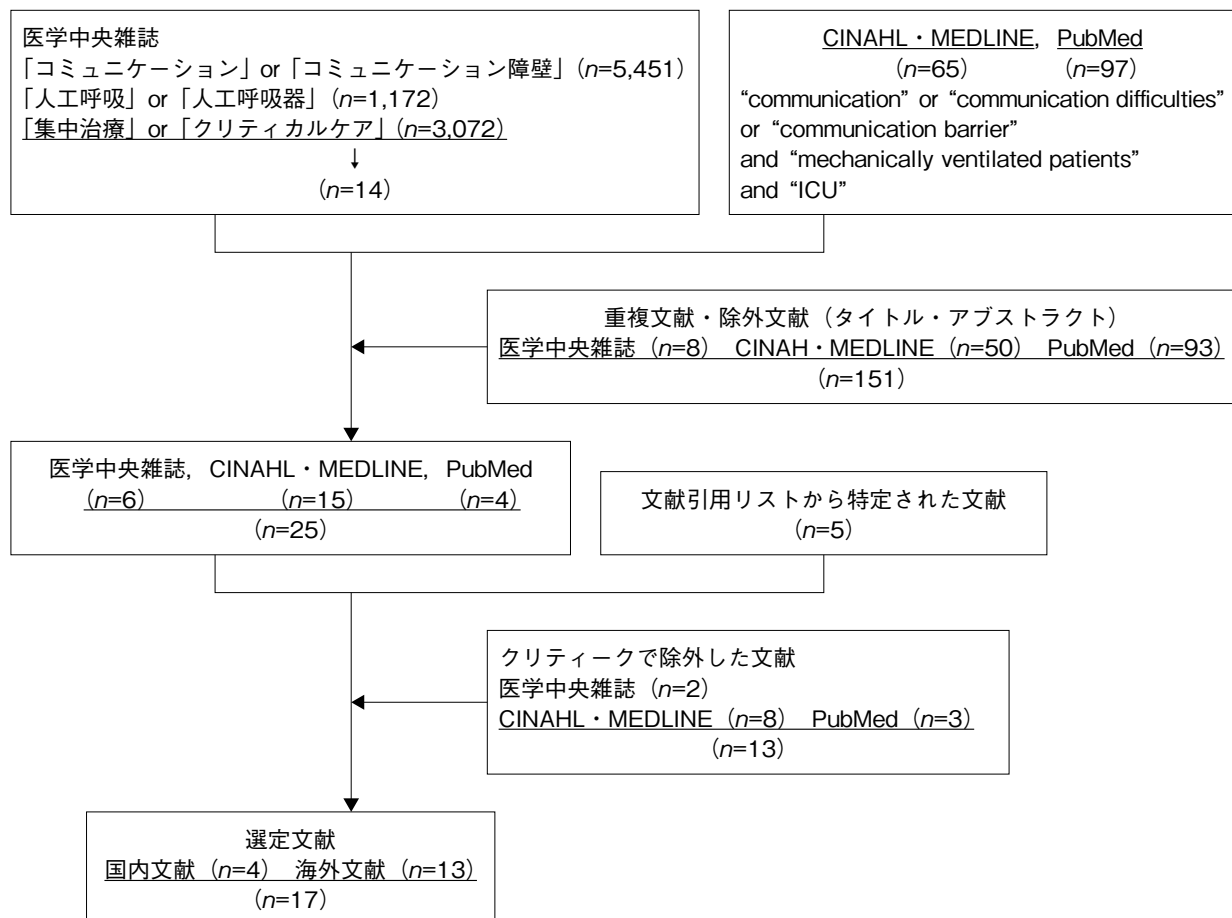 医学中央雑誌
「コミュニケーション」or「コミュニケーション障壁」(n=5,451)
「人工呼吸」or「人工呼吸器」(n=1,172)
「集中治療」or「クリティカルケア」(n=3,072)
↓
(n=14)
CINAHL・MEDLINE, PubMed
(n=65) (n=97)
“communication” or “communication difficulties”
or “communication barrier”
and “mechanically ventilated patients”
and “ICU”
重複文献・除外文献(タイトル・アブストラクト)
医学中央雑誌(n=8) CINAH・MEDLINE(n=50) PubMed(n=93)
(n=151)
医学中央雑誌, CINAHL・MEDLINE, PubMed
(n=6) (n=15) (n=4)
(n=25)
文献引用リストから特定された文献
(n=5)
クリティークで除外した文献
医学中央雑誌(n=2)
CINAHL・MEDLINE(n=8) PubMed(n=3)
(n=13)
選定文献
国内文献(n=4) 海外文献(n=13)
(n=17)